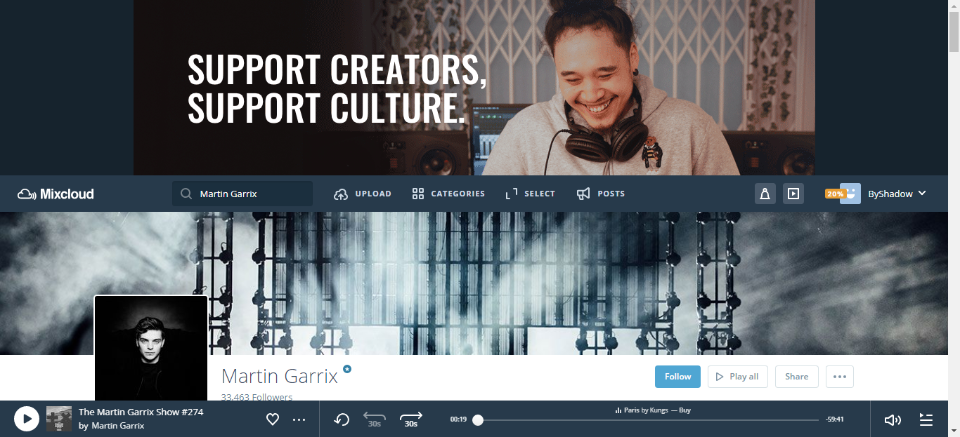 SUPPORT CREATORS,
SUPPORT CULTURE.
Mixcloud
Martin Garrix
UPLOAD
CATEGORIES
SELECT
POSTS
20%
ByShadow
Martin Garrix
33,463 Followers
Follow
Play all
Share
The Martin Garrix Show #274
by Martin Garrix
30s
30s
00:19
Paris by Kungs — Buy
-59:41